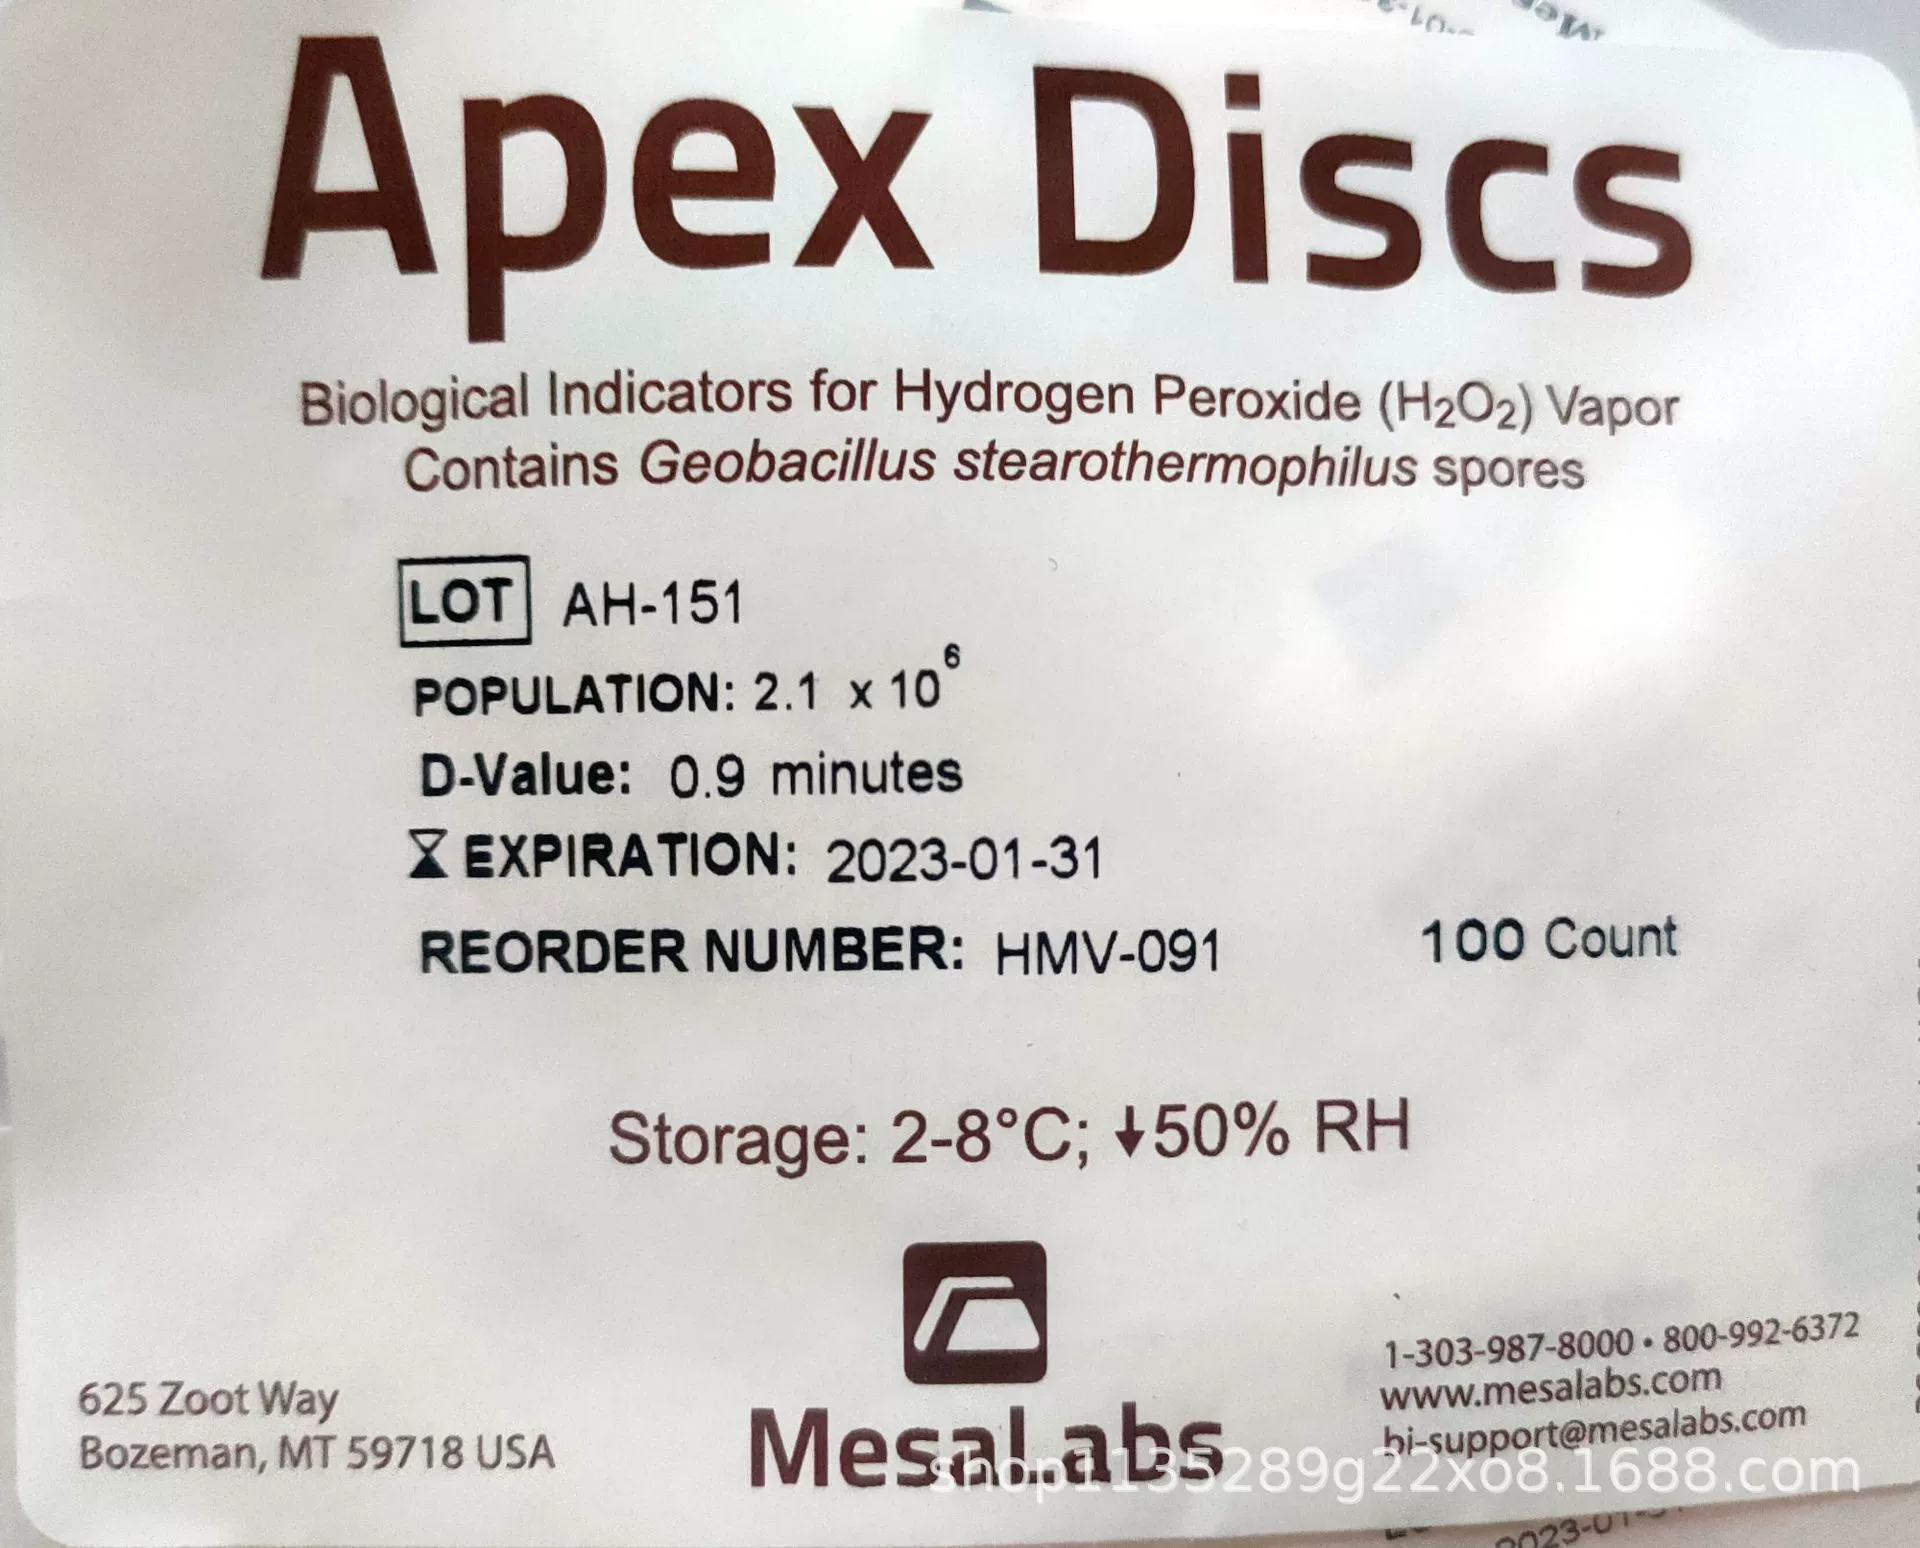 Apex Discs
Biological Indicators for Hydrogen Peroxide (H₂O₂) Vapor
Contains Geobacillus stearothermophilus spores
LOT AH-151
POPULATION: 2.1 x 10⁶
D-Value: 0.9 minutes
EXPIRATION: 2023-01-31
REORDER NUMBER: HMV-091 100 Count
Storage: 2-8°C; ↓50% RH
625 Zoot Way
Bozeman, MT 59718 USA
MesaLabs
1-303-987-8000 • 800-992-6372
www.mesalabs.com
bi-support@mesalabs.com
shop1135289g22xo8.1688.com